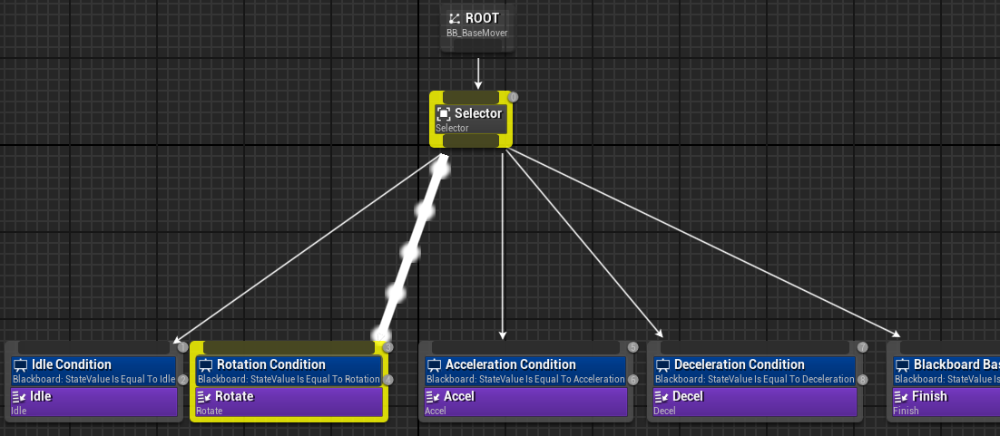 ROOT
BB_BaseMover
0
Selector
Selector
1
Idle Condition
2
Blackboard: StateValue Is Equal To Idle
Idle
Idle
3
Rotation Condition
4
Blackboard: StateValue Is Equal To Rotation
Rotate
Rotate
5
Acceleration Condition
6
Blackboard: StateValue Is Equal To Acceleration
Accel
Accel
7
Deceleration Condition
8
Blackboard: StateValue Is Equal To Deceleration
Decel
Decel
Blackboard Bas
Blackboard: StateValue Is Equ
Finish
Finish